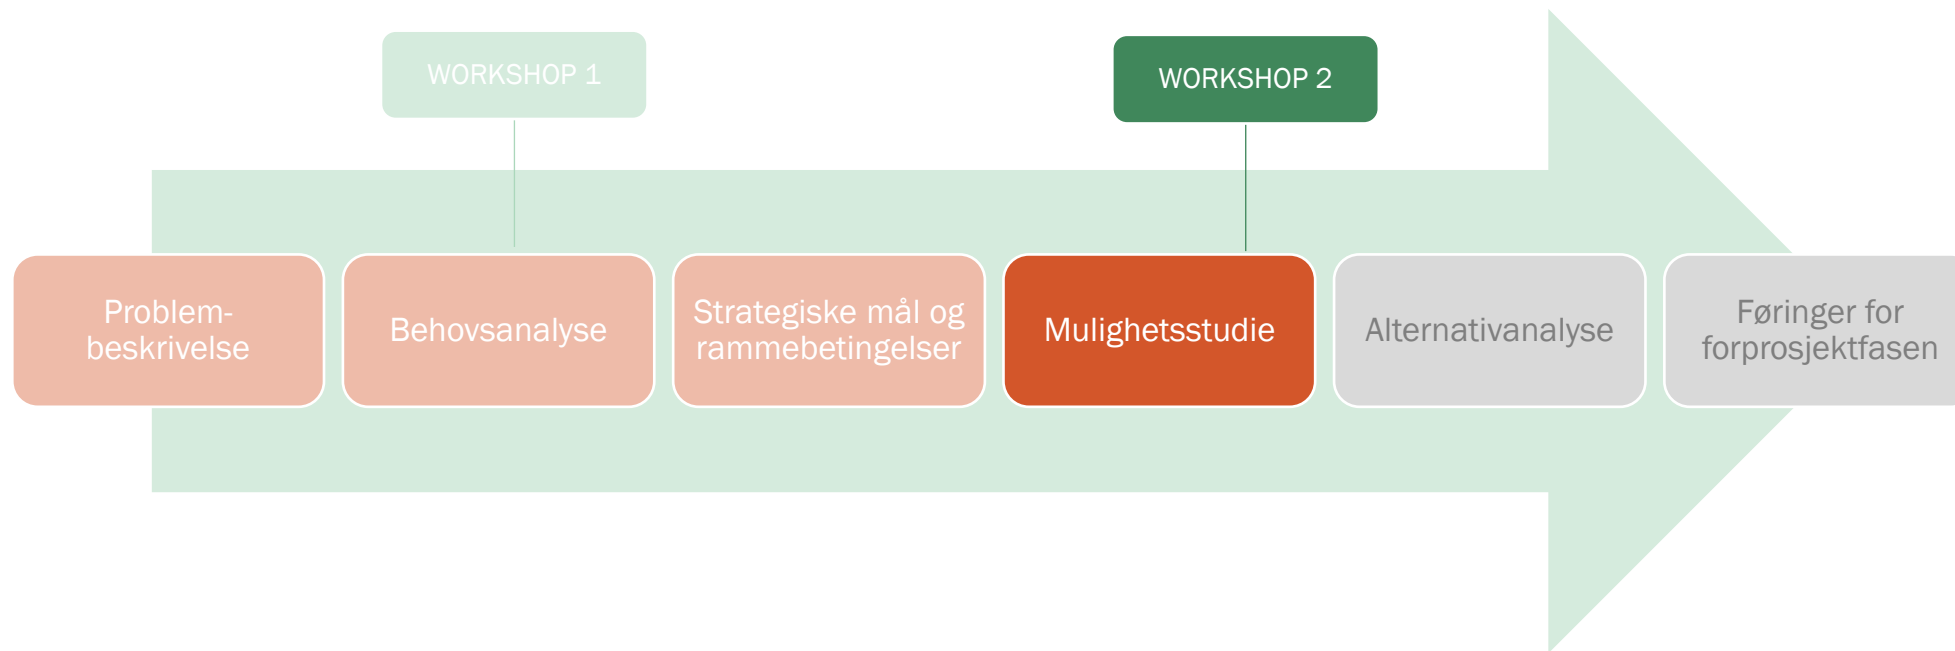 WORKSHOP 1
WORKSHOP 2
Problem-
beskrivelse
Behovsanalyse
Strategiske mål og
rammebetingelser
Mulighetsstudie
Alternativanalyse
Føringer for
forprosjektfasen